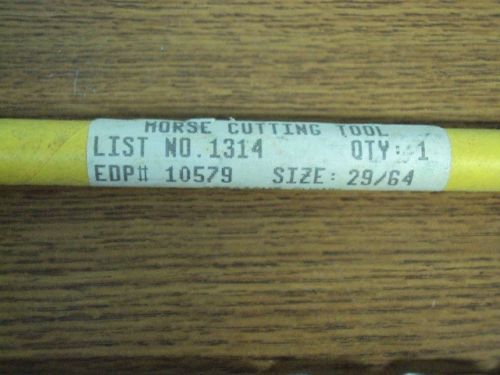 MORSE CUTTING TOOL
LIST NO. 1314 QTY: 1
EDP# 10579 SIZE: 29/64